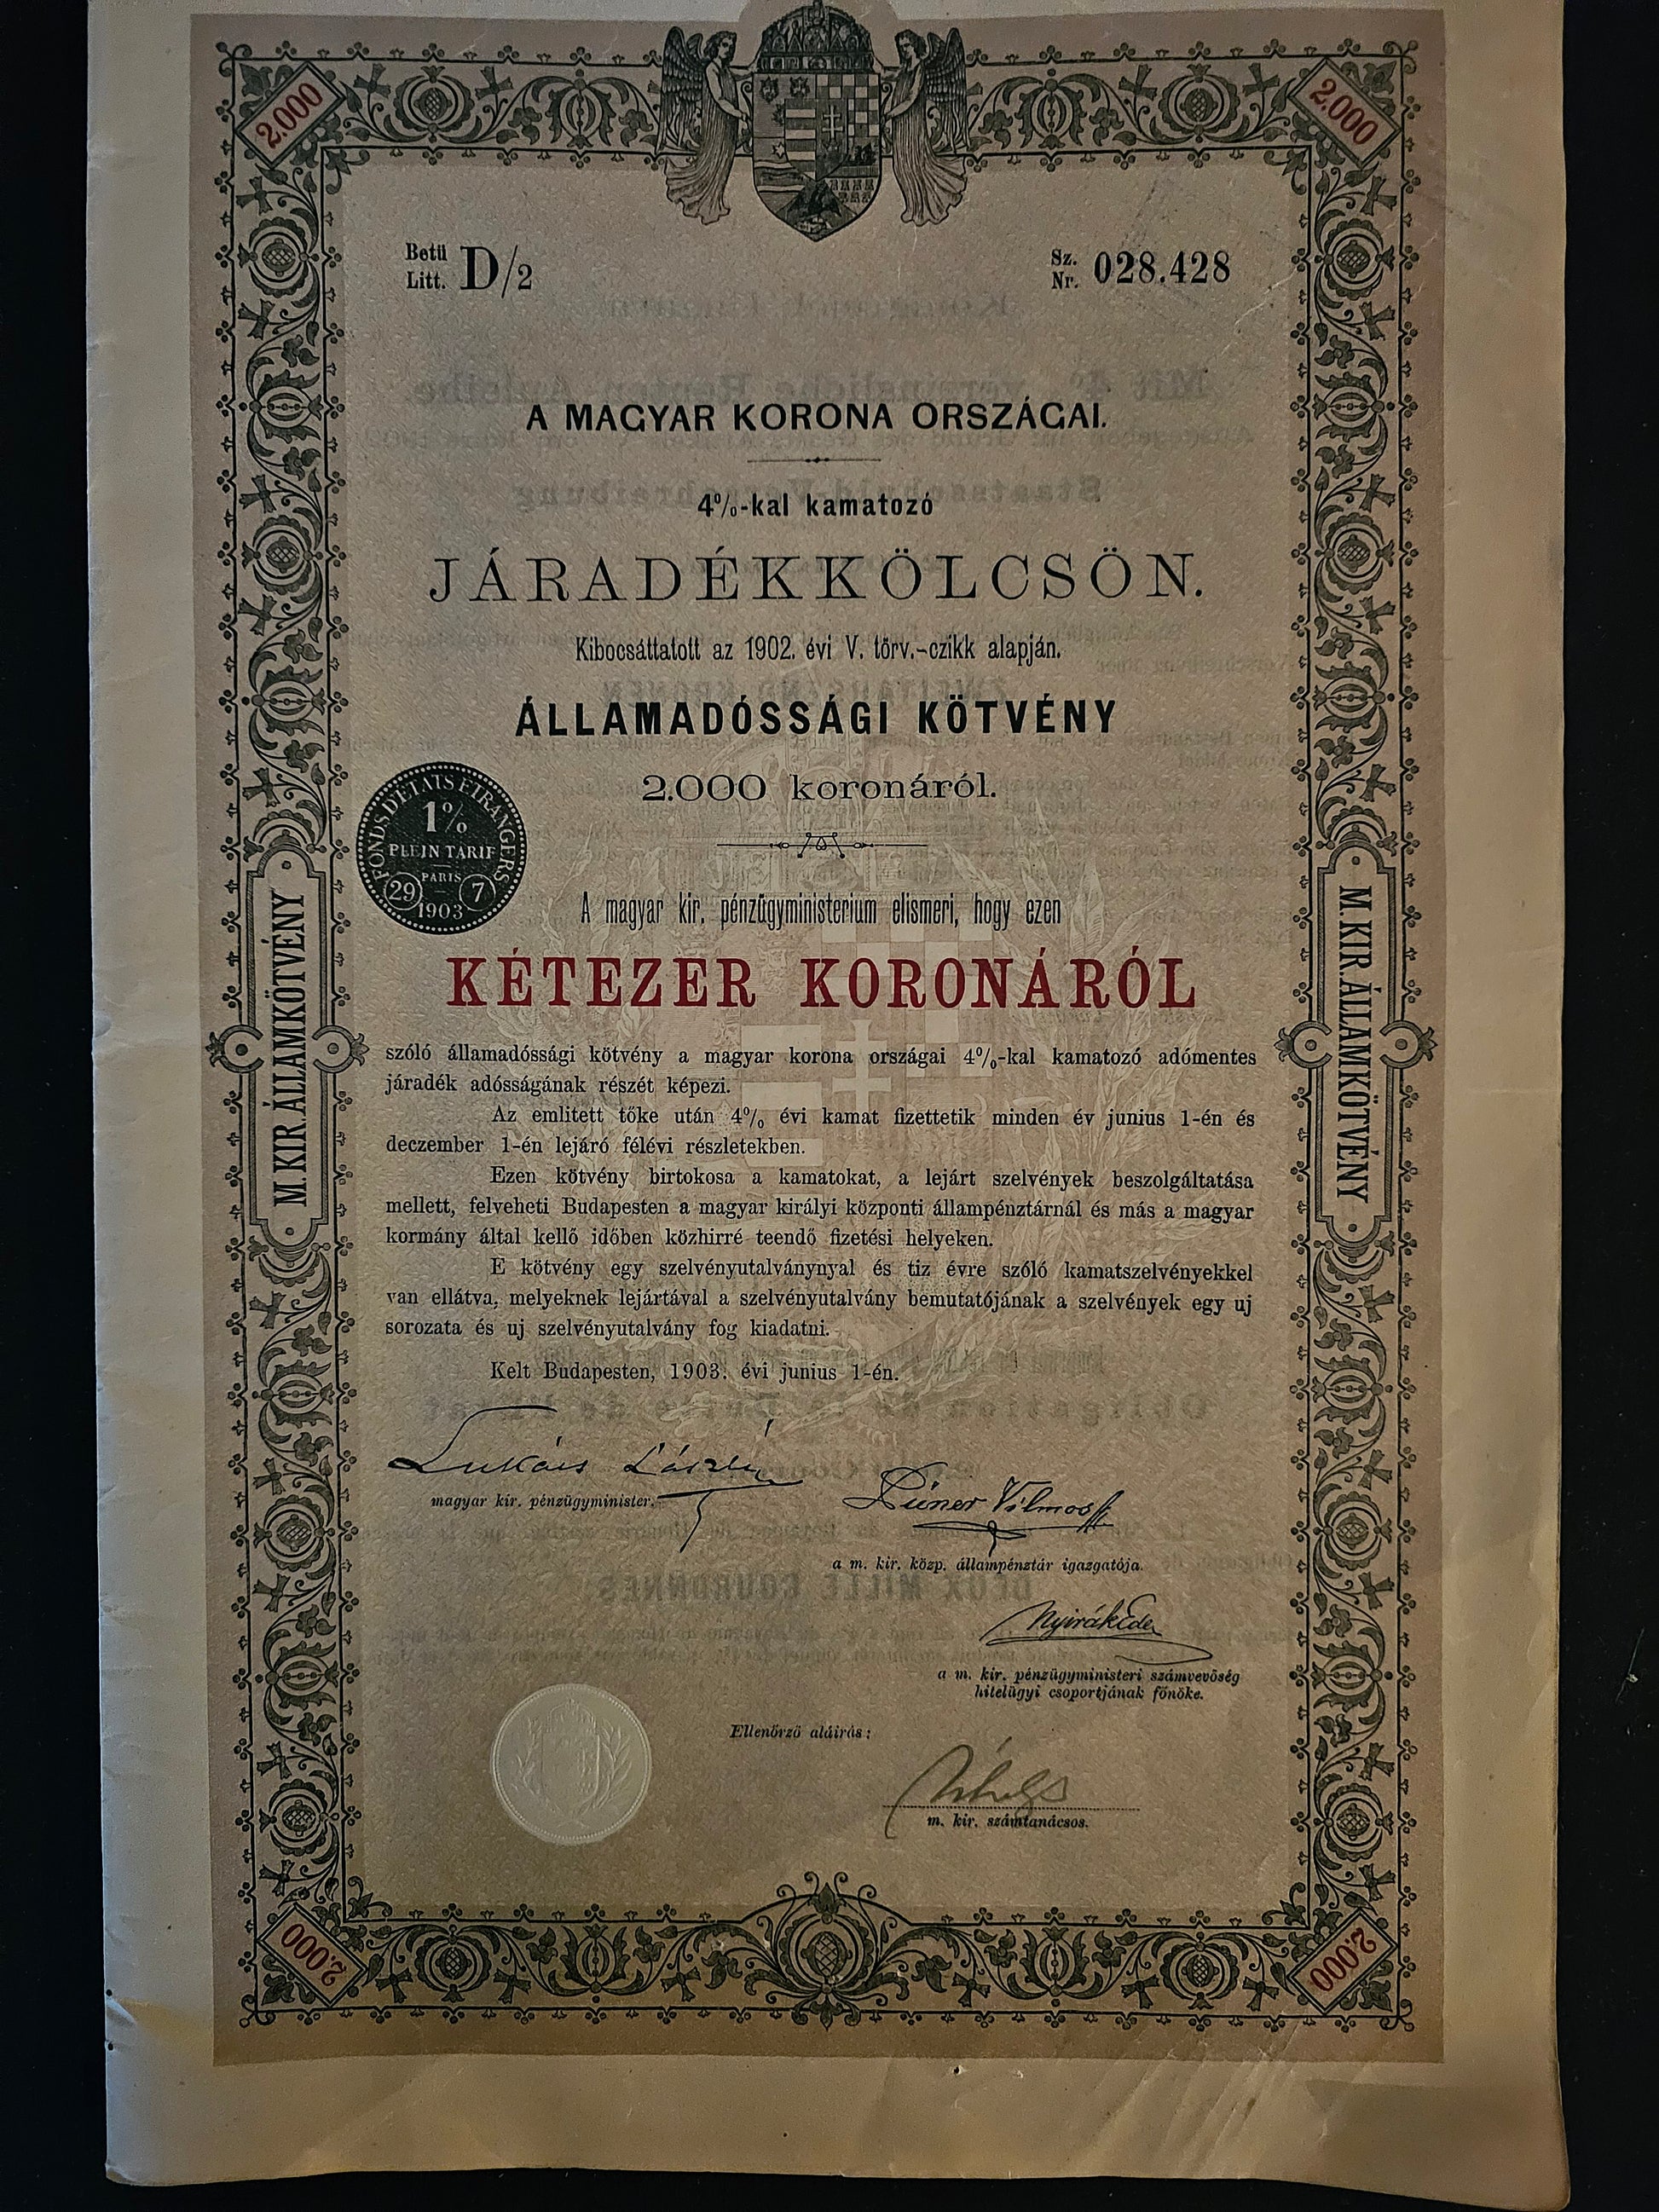 2.000
2.000
Betü
Litt. D/2
Sz.
Nr. 028.428
A MAGYAR KORONA ORSZÁGAI.
4%-kal kamatozó
JÁRADÉKKÖLCSÖN.
Kibocsáttatott az 1902. évi V. törv.-czikk alapján.
ÁLLAMADÓSSÁGI KÖTVÉNY
2.000 koronáról.
FONDS D'ÉTATS ETRANGERS
1%
PLEIN TARIF
PARIS
29 7
1903
A magyar kir. pénzügyministerium elismeri, hogy ezen
KÉTEZER KORONÁRÓL
szóló államadóssági kötvény a magyar korona országai 4%-kal kamatozó adómentes
járadék adósságának részét képezi.
Az emlitett tőke után 4% évi kamat fizettetik minden év junius 1-én és
deczember 1-én lejáró félévi részletekben.
Ezen kötvény birtokosa a kamatokat, a lejárt szelvények beszolgáltatása
mellett, felveheti Budapesten a magyar királyi központi állampénztárnál és más a magyar
kormány által kellő időben közhirré teendő fizetési helyeken.
E kötvény egy szelvényutalványnyal és tiz évre szóló kamatszelvényekkel
van ellátva, melyeknek lejártával a szelvényutalvány bemutatójának a szelvények egy uj
sorozata és uj szelvényutalvány fog kiadatni.
Kelt Budapesten, 1903. évi junius 1-én.
Lukács László
magyar kir. pénzügyminister.
Vilmos
a m. kir. közp. állampénztár igazgatója.
a m. kir. pénzügyministeri számvevőség
hitelügyi csoportjának főnöke.
Ellenőrző aláirás:
m. kir. számtanácsos.
M. KIR. ÁLLAMKÖTVÉNY
M. KIR. ÁLLAMKÖTVÉNY
2.000
2.000